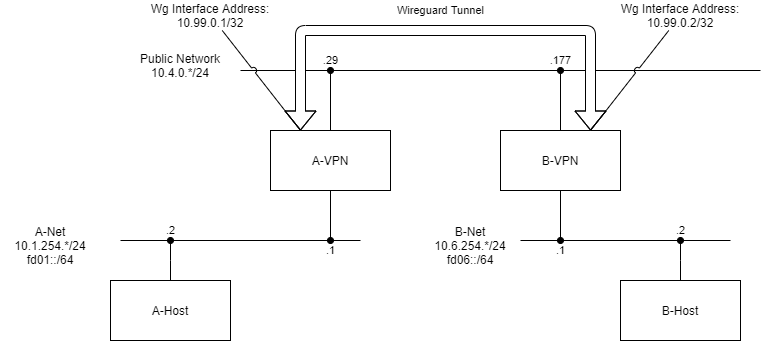 Wg Interface Address:
10.99.0.1/32
Wireguard Tunnel
Wg Interface Address:
10.99.0.2/32
Public Network
10.4.0.*/24
.29
.177
A-VPN
B-VPN
A-Net
10.1.254.*/24
fd01::/64
.2
.1
B-Net
10.6.254.*/24
fd06::/64
.1
.2
A-Host
B-Host